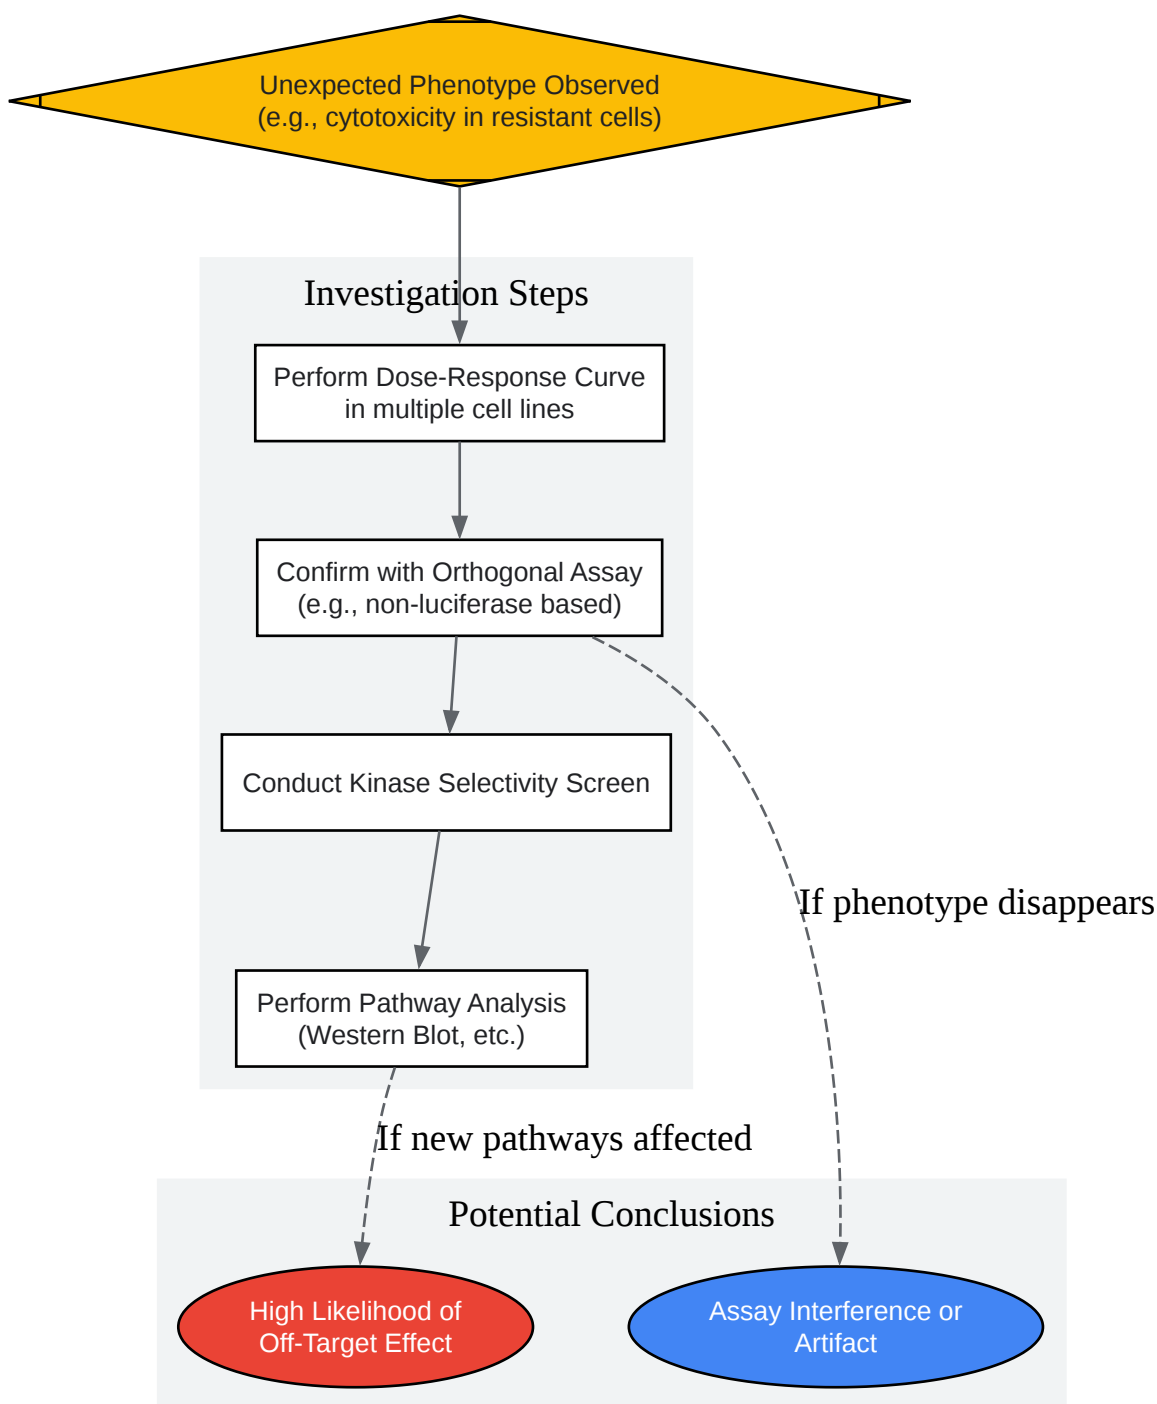 Unexpected Phenotype Observed
(e.g., cytotoxicity in resistant cells)
Investigation Steps
Perform Dose-Response Curve
in multiple cell lines
Confirm with Orthogonal Assay
(e.g., non-luciferase based)
Conduct Kinase Selectivity Screen
If phenotype disappears
Perform Pathway Analysis
(Western Blot, etc.)
If new pathways affected
Potential Conclusions
High Likelihood of
Off-Target Effect
Assay Interference or
Artifact